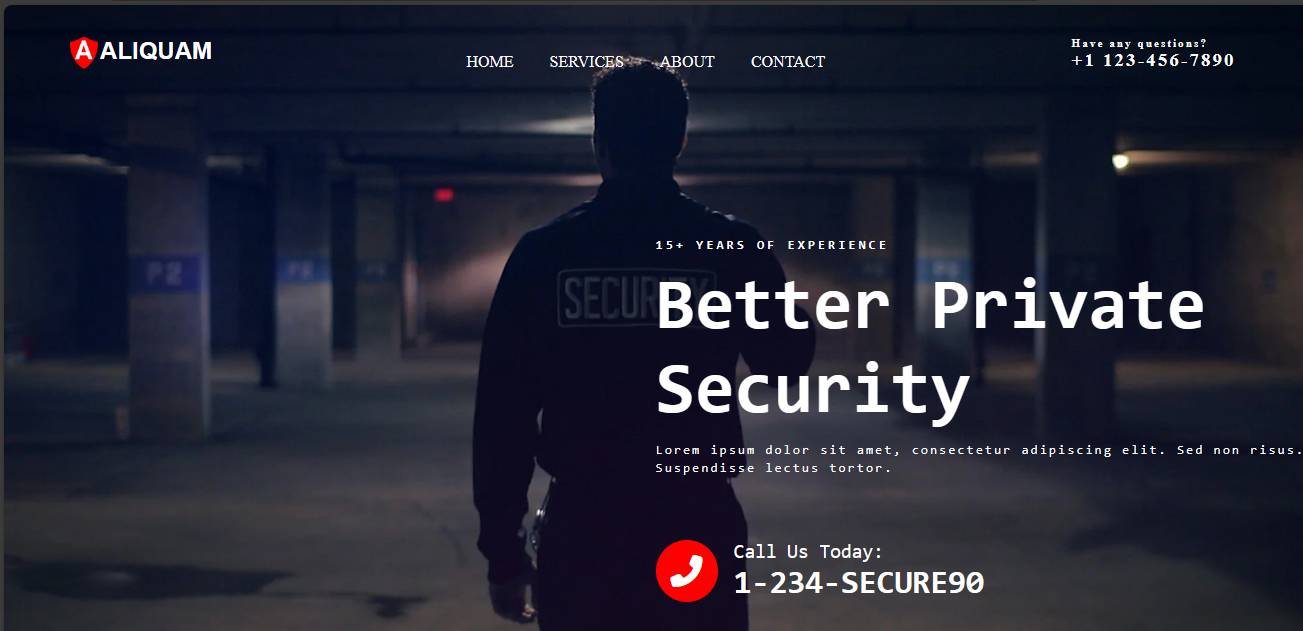 A ALIQUAM
HOME SERVICES ABOUT CONTACT
Have any questions?
+1 123-456-7890
15+ YEARS OF EXPERIENCE
P2
P2
SECURITY
Better Private
Security
Lorem ipsum dolor sit amet, consectetur adipiscing elit. Sed non risus.
Suspendisse lectus tortor.
Call Us Today:
1-234-SECURE90